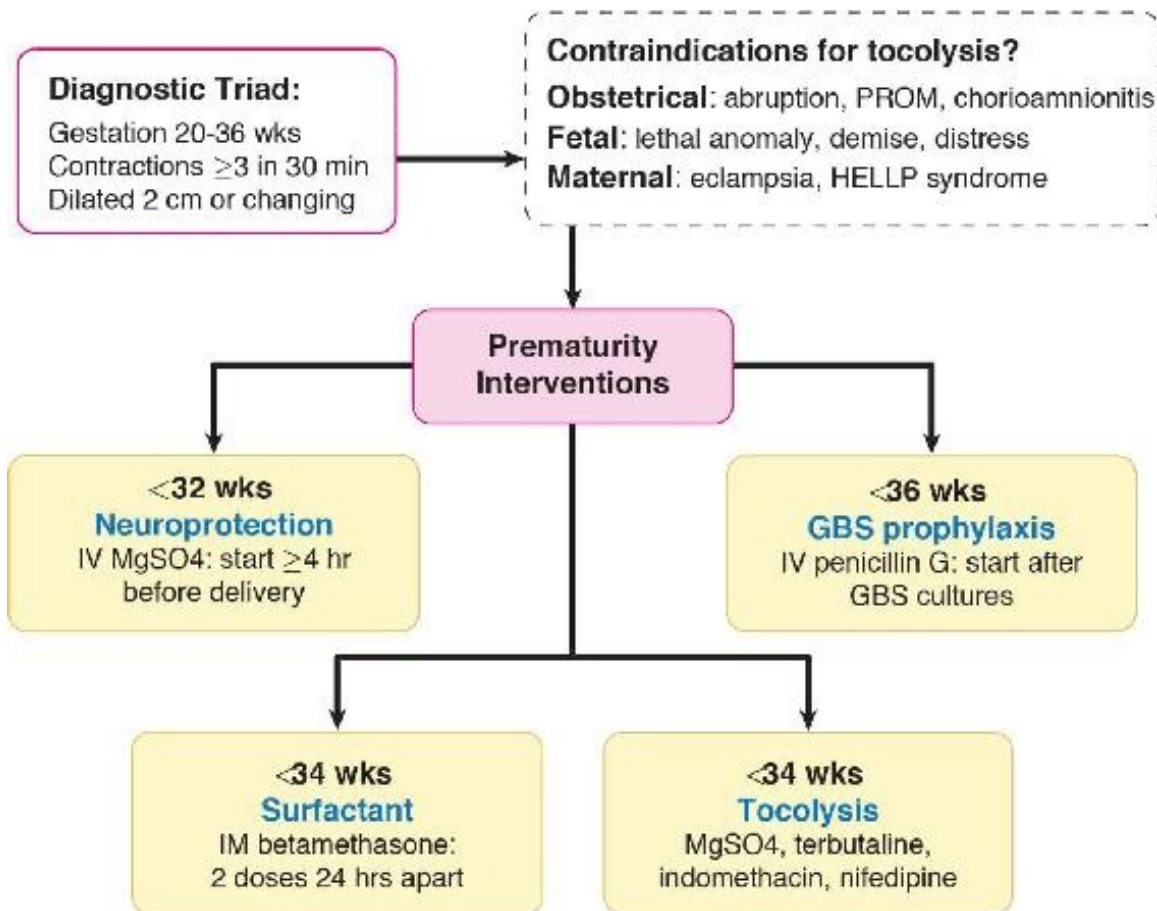 Diagnostic Triad:
Gestation 20-36 wks
Contractions ≥3 in 30 min
Dilated 2 cm or changing
Contraindications for tocolysis?
Obstetrical: abruption, PROM, chorioamnionitis
Fetal: lethal anomaly, demise, distress
Maternal: eclampsia, HELLP syndrome
Prematurity
Interventions
<32 wks
Neuroprotection
IV MgSO4: start ≥4 hr
before delivery
<36 wks
GBS prophylaxis
IV penicillin G: start after
GBS cultures
<34 wks
Surfactant
IM betamethasone:
2 doses 24 hrs apart
<34 wks
Tocolysis
MgSO4, terbutaline,
indomethacin, nifedipine